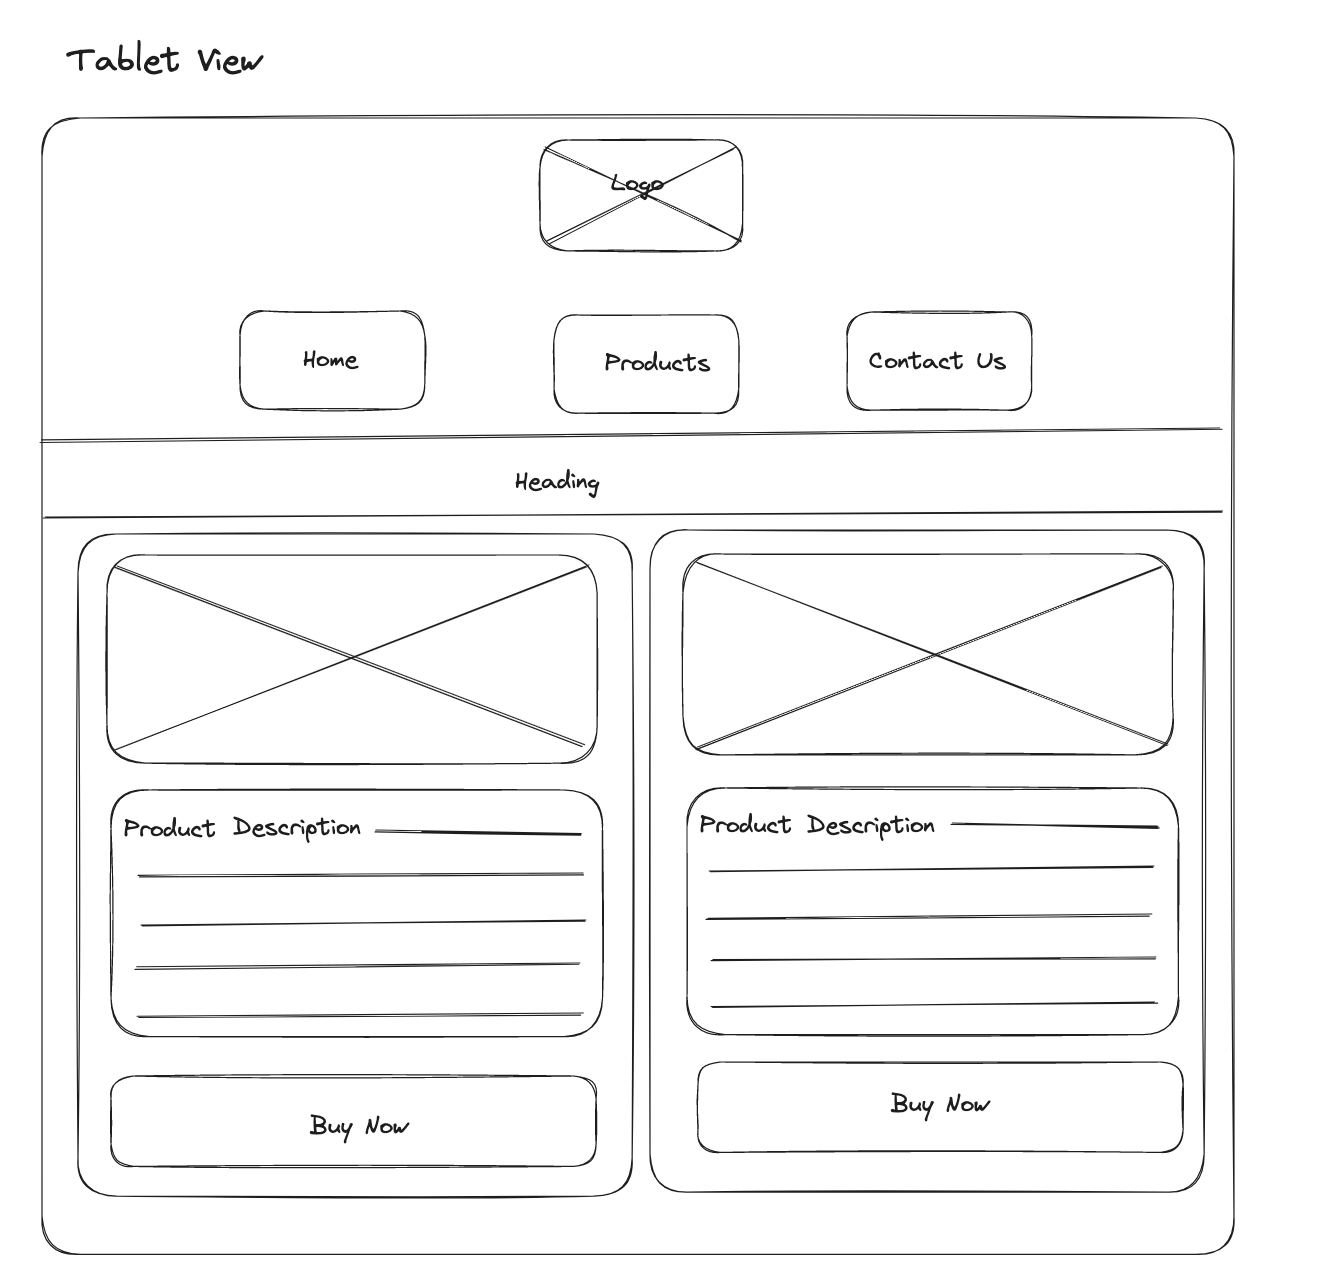 Tablet View
Logo
Home
Products
Contact Us
Heading
Product Description
Buy Now
Product Description
Buy Now